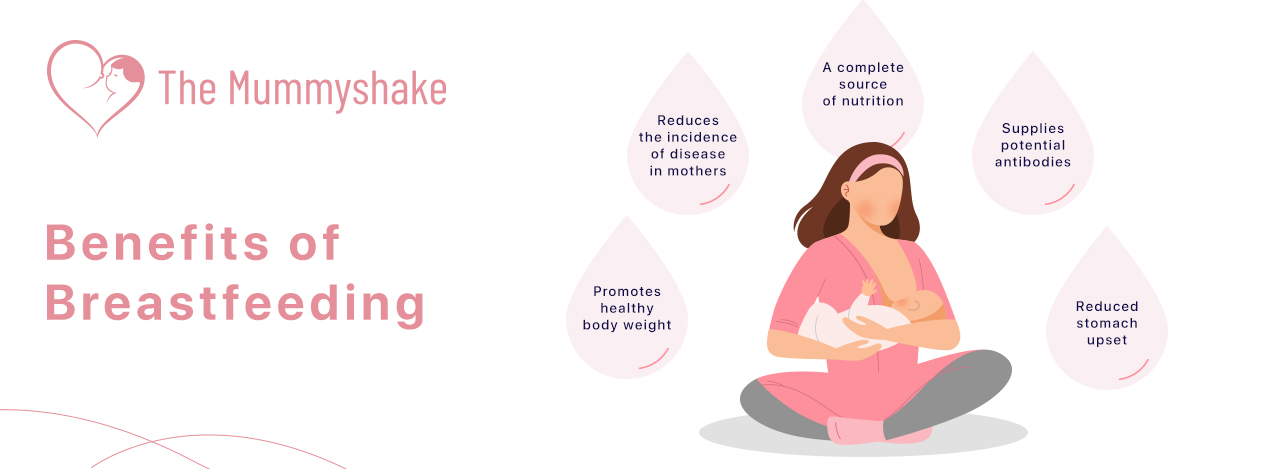 The Mummyshake
Benefits of
Breastfeeding
Promotes
healthy
body weight
Reduces
the incidence
of disease
in mothers
A complete
source
of nutrition
Supplies
potential
antibodies
Reduced
stomach
upset